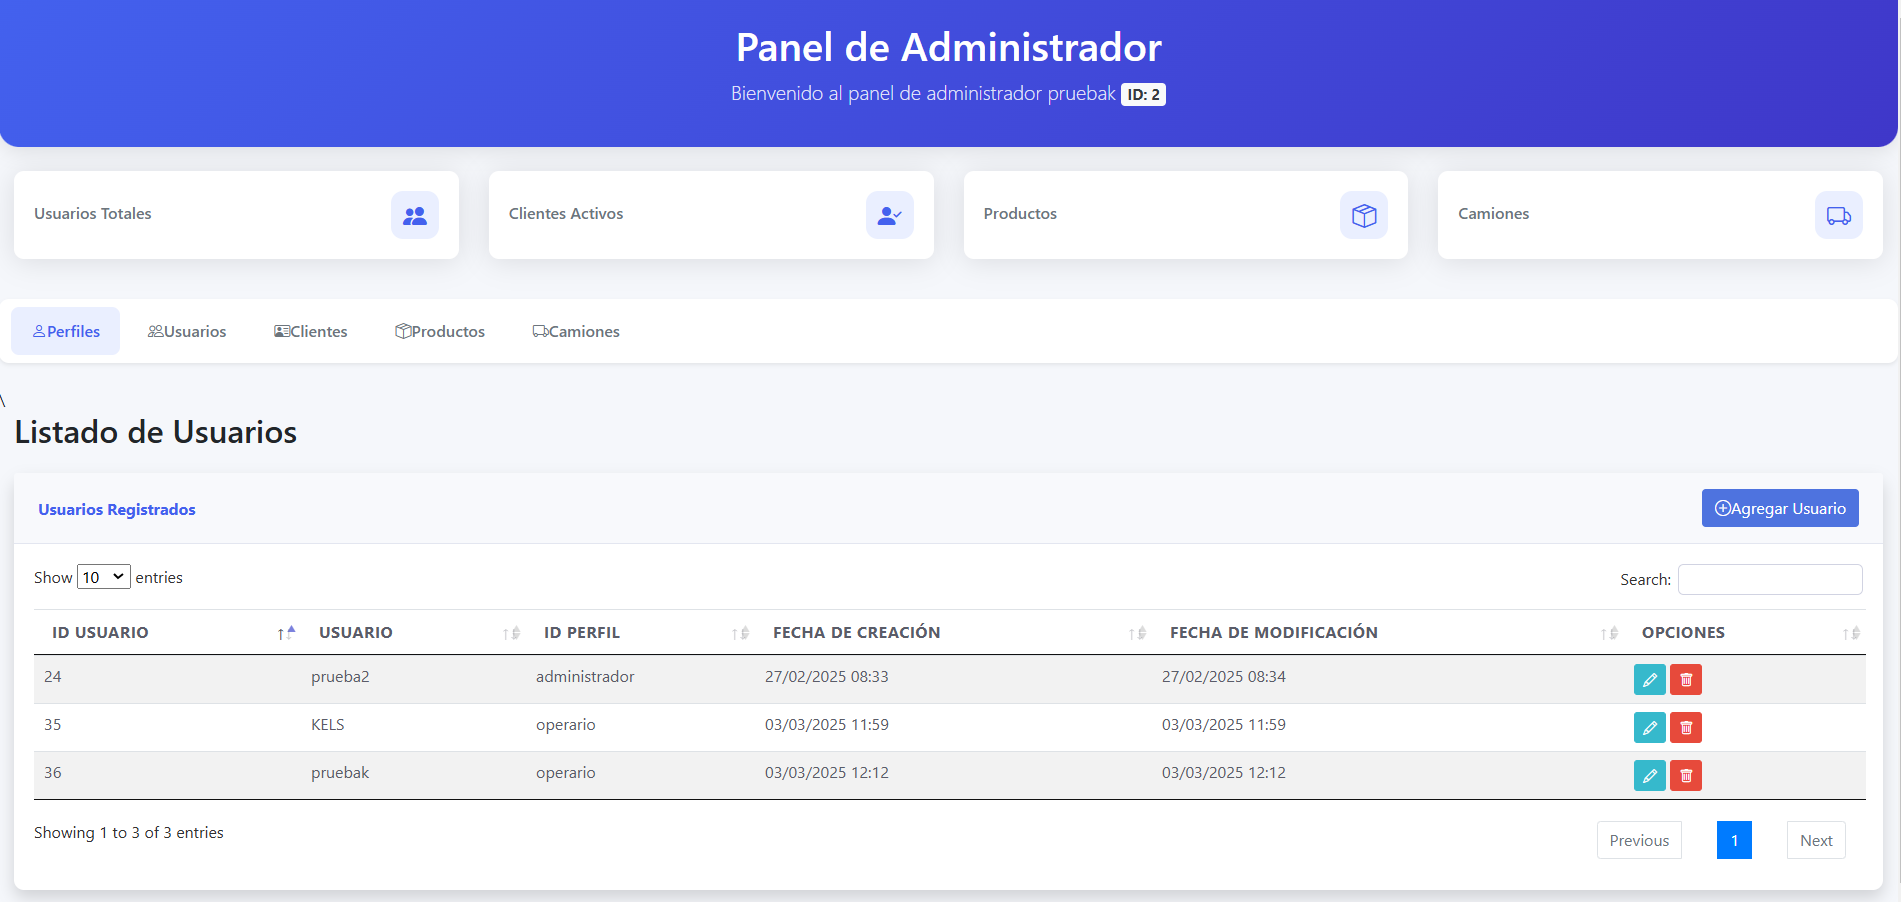 Panel de Administrador
Bienvenido al panel de administrador pruebak ID: 2
Usuarios Totales
Clientes Activos
Productos
Camiones
Perfiles
Usuarios
Clientes
Productos
Camiones
\
Listado de Usuarios
Usuarios Registrados
Agregar Usuario
Show 10 entries
Search:
ID USUARIO USUARIO ID PERFIL FECHA DE CREACIÓN FECHA DE MODIFICACIÓN OPCIONES
24 prueba2 administrador 27/02/2025 08:33 27/02/2025 08:34
35 KELS operario 03/03/2025 11:59 03/03/2025 11:59
36 pruebak operario 03/03/2025 12:12 03/03/2025 12:12
Showing 1 to 3 of 3 entries
Previous 1 Next